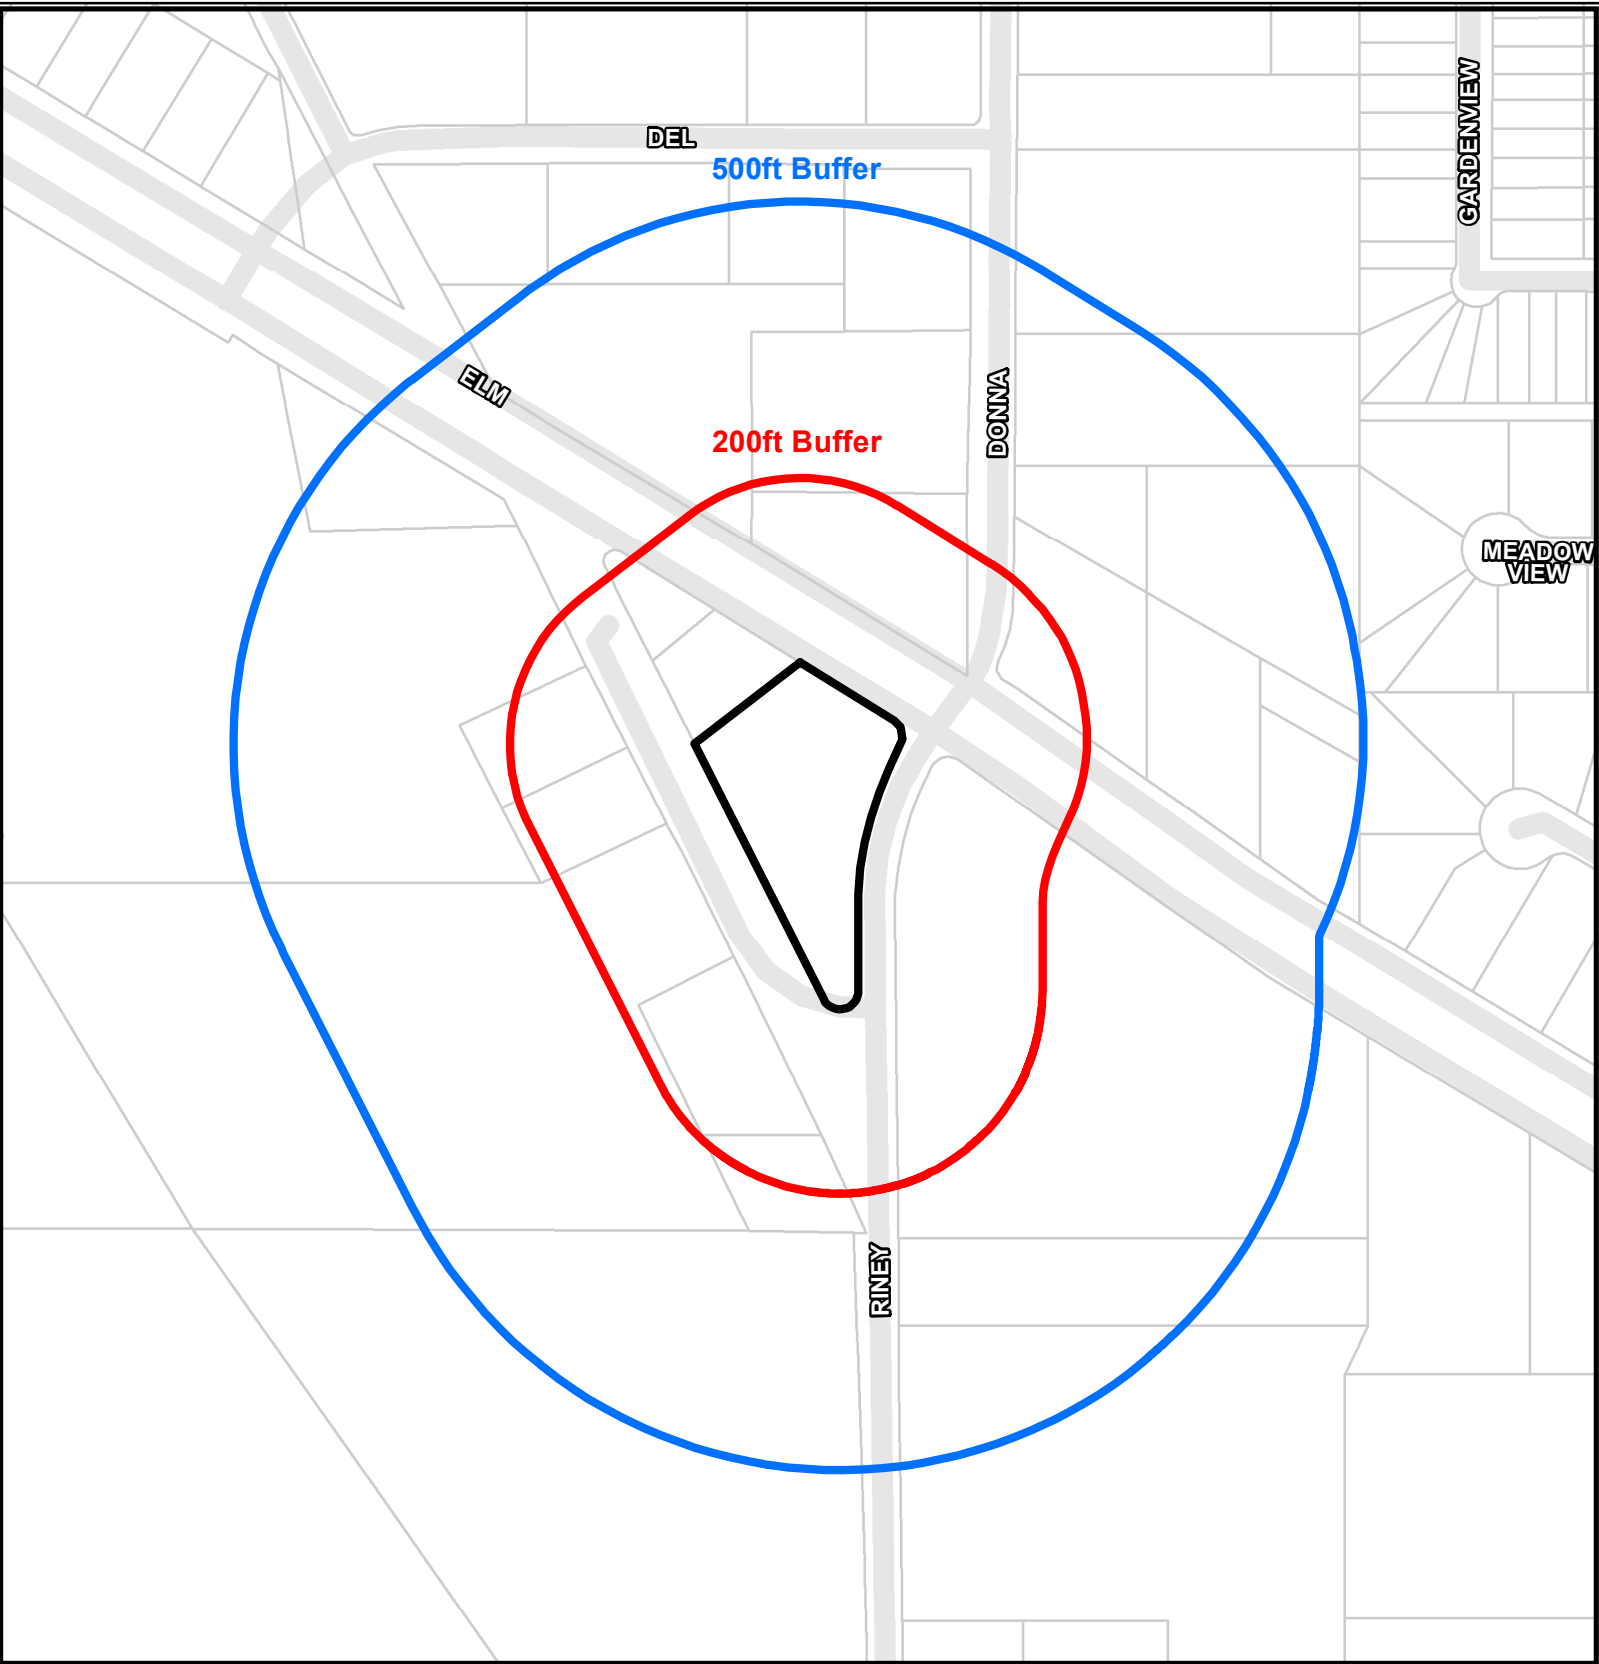 DEL
500ft Buffer
GARDENVIEW
ELM
DONNA
200ft Buffer
MEADOW
VIEW
RINEY